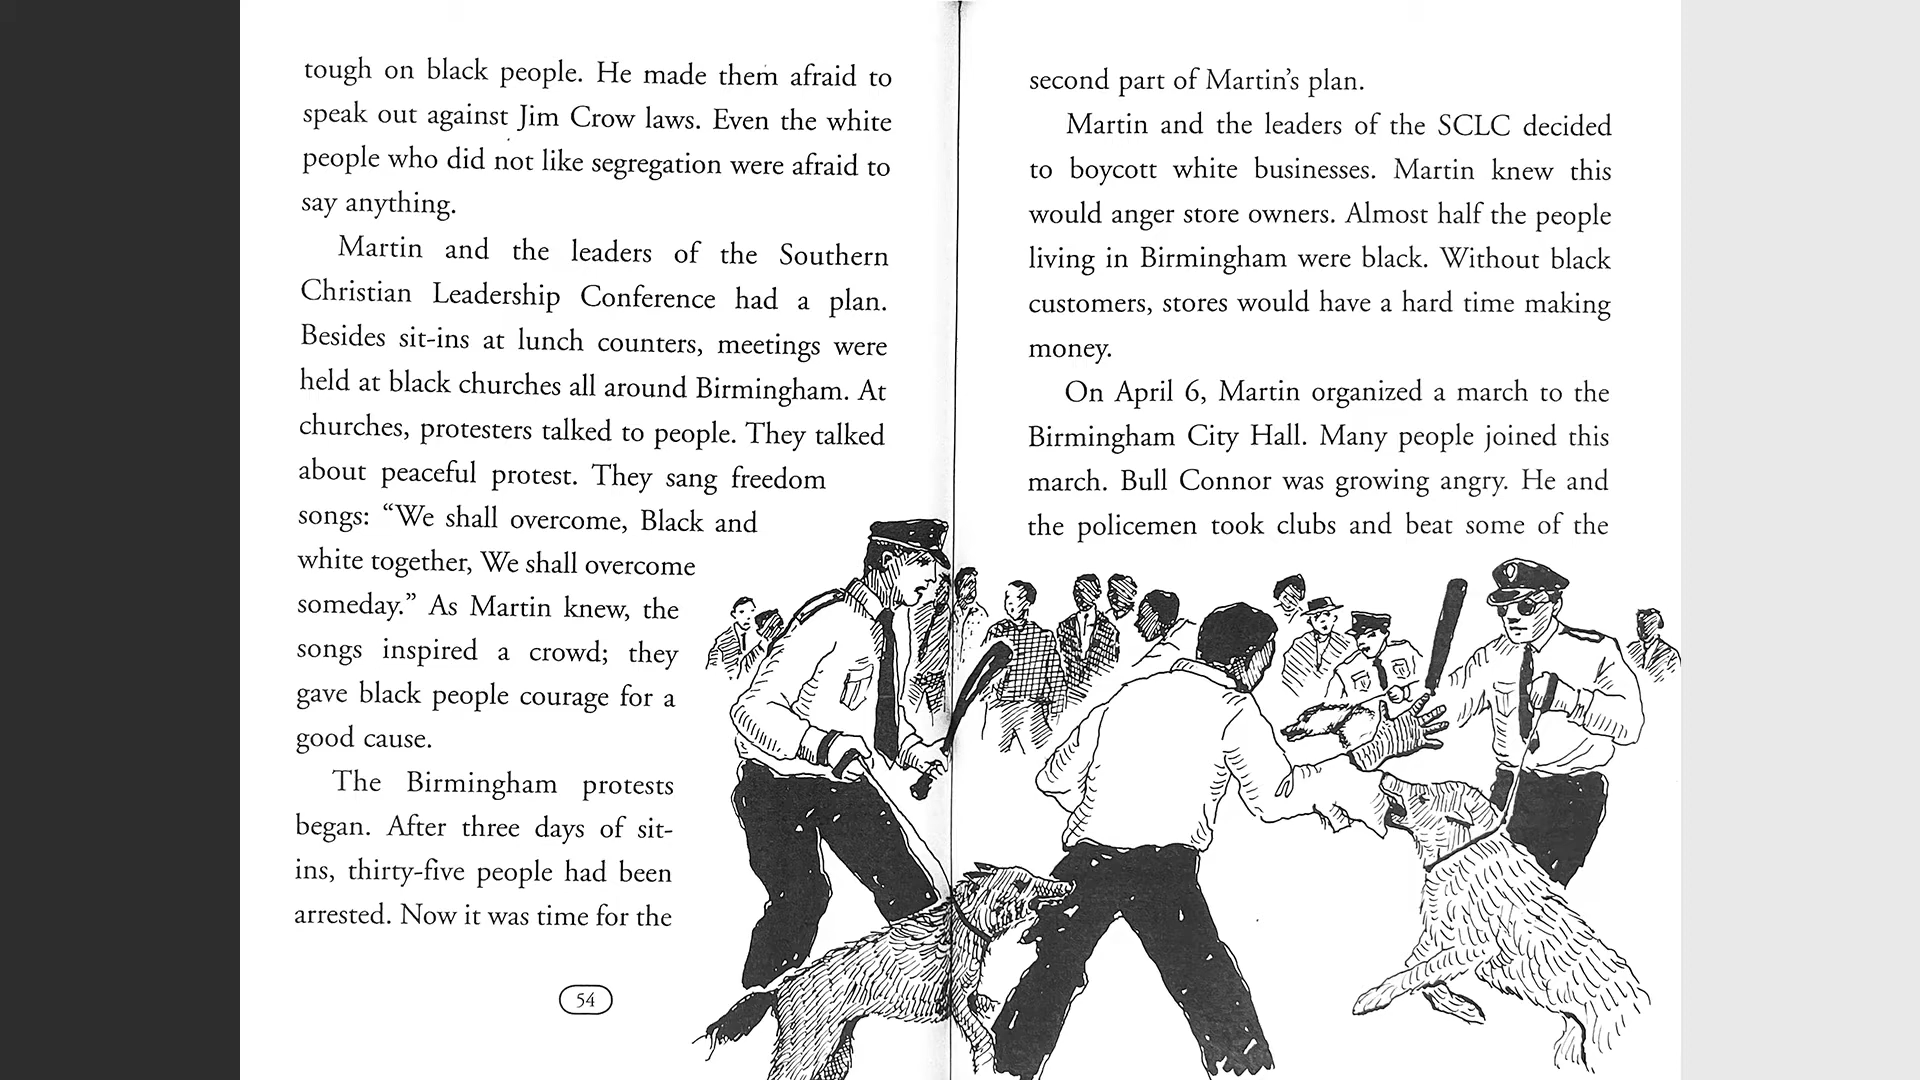 tough on black people. He made them afraid to
speak out against Jim Crow laws. Even the white
people who did not like segregation were afraid to
say anything.
Martin and the leaders of the Southern
Christian Leadership Conference had a plan.
Besides sit-ins at lunch counters, meetings were
held at black churches all around Birmingham. At
churches, protesters talked to people. They talked
about peaceful protest. They sang freedom
songs: “We shall overcome, Black and
white together, We shall overcome
someday.” As Martin knew, the
songs inspired a crowd; they
gave black people courage for a
good cause.
The Birmingham protests
began. After three days of sit-
ins, thirty-five people had been
arrested. Now it was time for the
54
second part of Martin’s plan.
Martin and the leaders of the SCLC decided
to boycott white businesses. Martin knew this
would anger store owners. Almost half the people
living in Birmingham were black. Without black
customers, stores would have a hard time making
money.
On April 6, Martin organized a march to the
Birmingham City Hall. Many people joined this
march. Bull Connor was growing angry. He and
the policemen took clubs and beat some of the